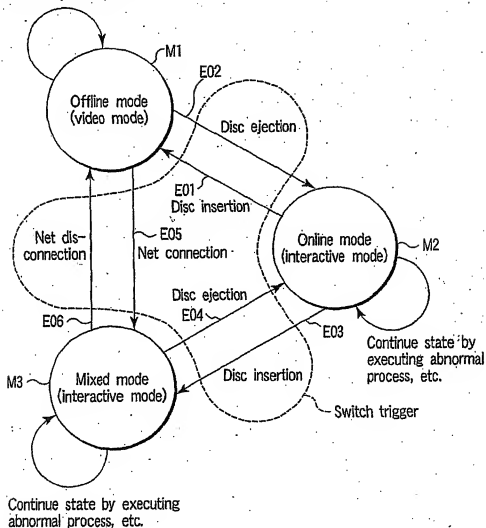 M1
E02
Offline mode
(video mode)
Disc ejection
E01
Disc insertion
Net dis-
connection
E05
Net connection
Online mode
(interactive mode)
M2
Disc ejection
E04
E06
E03
Continue state by
executing abnormal
process, etc.
M3
Mixed mode
(interactive mode)
Disc insertion
Switch trigger
Continue state by executing
abnormal process, etc.